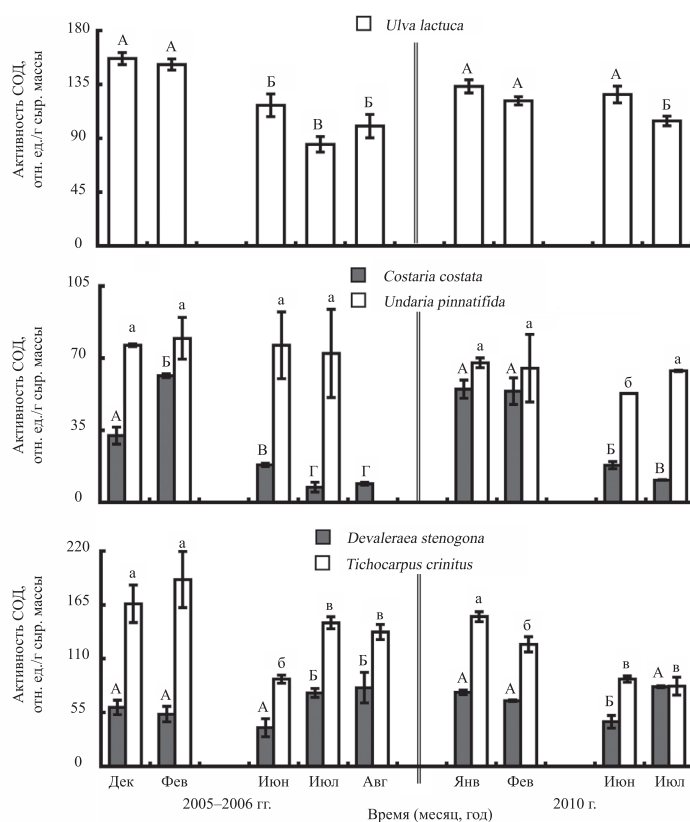 Ulva lactuca
Активность СОД,
отн. ед./г сыр. массы
180
135
90
45
0
А А Б В Б А А А Б
Costaria costata
Undaria pinnatifida
Активность СОД,
отн. ед./г сыр. массы
105
70
35
0
А а Б а В а Г а Г А а А а Б б В а
Devaleraea stenogona
Tichocarpus crinitus
Активность СОД,
отн. ед./г сыр. массы
220
165
110
55
0
А а А а А б Б в Б в А а А б Б в А в
Дек Фев Июн Июл Авг Янв Фев Июн Июл
2005–2006 гг. 2010 г.
Время (месяц, год)